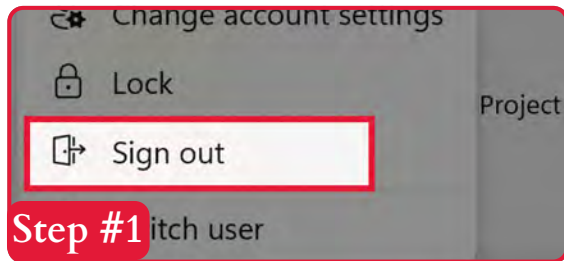 Change account settings
Lock
Project
Sign out
Step #1 itch user